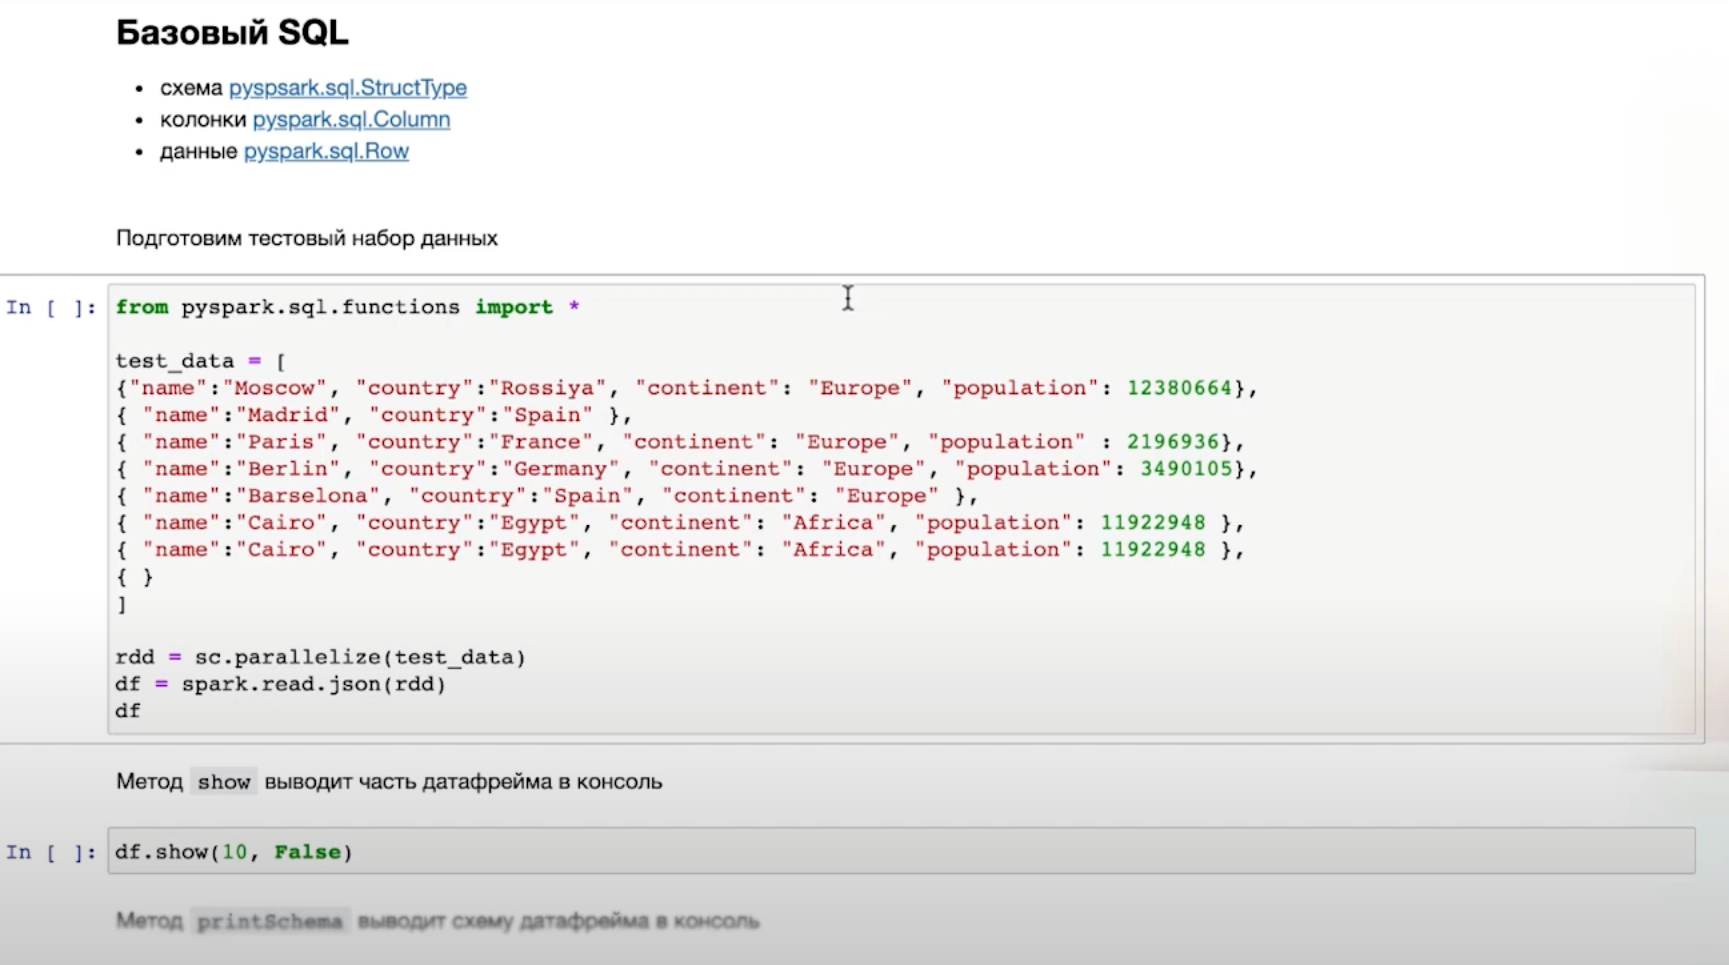 Базовый SQL
• схема pyspsark.sql.StructType
• колонки pyspark.sql.Column
• данные pyspark.sql.Row
Подготовим тестовый набор данных
In [ ]: from pyspark.sql.functions import *
test_data = [
{"name":"Moscow", "country":"Rossiya", "continent": "Europe", "population": 12380664},
{ "name":"Madrid", "country":"Spain" },
{ "name":"Paris", "country":"France", "continent": "Europe", "population" : 2196936},
{ "name":"Berlin", "country":"Germany", "continent": "Europe", "population": 3490105},
{ "name":"Barselona", "country":"Spain", "continent": "Europe" },
{ "name":"Cairo", "country":"Egypt", "continent": "Africa", "population": 11922948 },
{ "name":"Cairo", "country":"Egypt", "continent": "Africa", "population": 11922948 },
{ }
]
rdd = sc.parallelize(test_data)
df = spark.read.json(rdd)
df
Метод show выводит часть датафрейма в консоль
In [ ]: df.show(10, False)
Метод printSchema выводит схему датафрейма в консоль